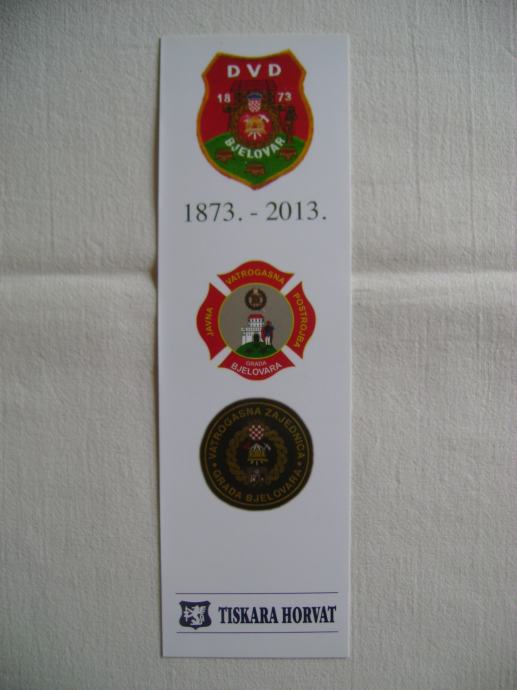 DVD
18 73
BJELOVAR
1873. - 2013.
VATROGASNA
JAVNA
POSTROJBA
GRADA
BJELOVARA
VATROGASNA ZAJEDNICA
• GRADA BJELOVARA •
TISKARA HORVAT